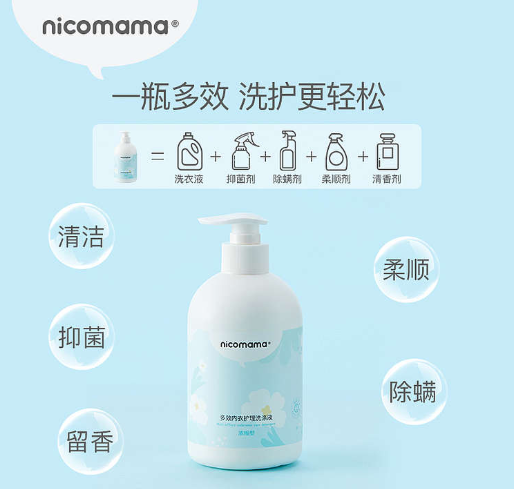 nicomama®
一瓶多效 洗护更轻松
= + + + +
洗衣液 抑菌剂 除螨剂 柔顺剂 清香剂
清洁
柔顺
抑菌
除螨
留香
nicomama®
多效内衣护理洗涤液